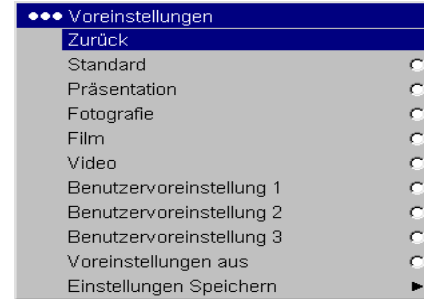 Voreinstellungen
Zurück
Standard
Präsentation
Fotografie
Film
Video
Benutzervoreinstellung 1
Benutzervoreinstellung 2
Benutzervoreinstellung 3
Voreinstellungen aus
Einstellungen Speichern